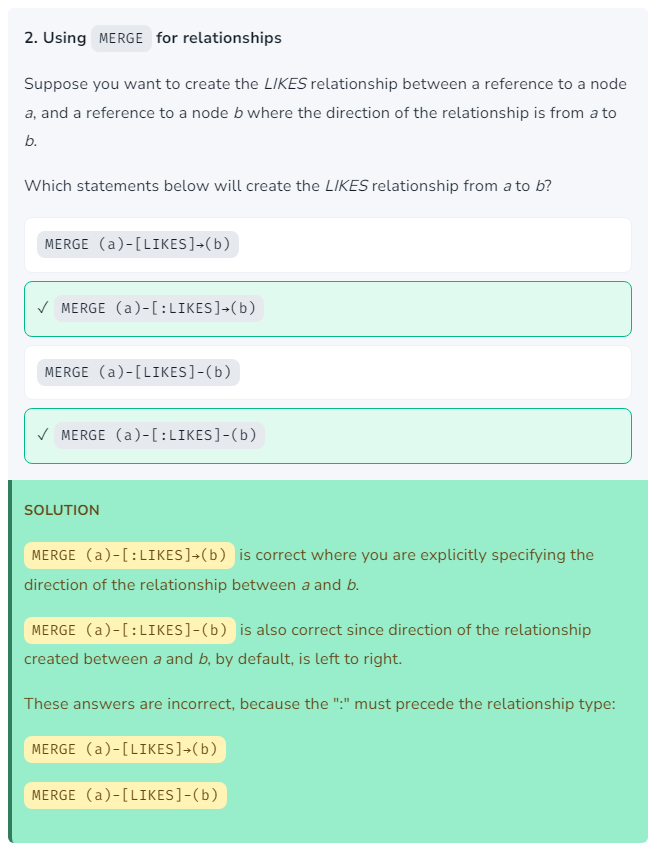 2. Using MERGE for relationships
Suppose you want to create the LIKES relationship between a reference to a node
a, and a reference to a node b where the direction of the relationship is from a to
b.
Which statements below will create the LIKES relationship from a to b?
MERGE (a)-[LIKES]→(b)
✓ MERGE (a)-[:LIKES]→(b)
MERGE (a)-[LIKES]-(b)
✓ MERGE (a)-[:LIKES]-(b)
SOLUTION
MERGE (a)-[:LIKES]→(b) is correct where you are explicitly specifying the
direction of the relationship between a and b.
MERGE (a)-[:LIKES]-(b) is also correct since direction of the relationship
created between a and b, by default, is left to right.
These answers are incorrect, because the ":" must precede the relationship type:
MERGE (a)-[LIKES]→(b)
MERGE (a)-[LIKES]-(b)